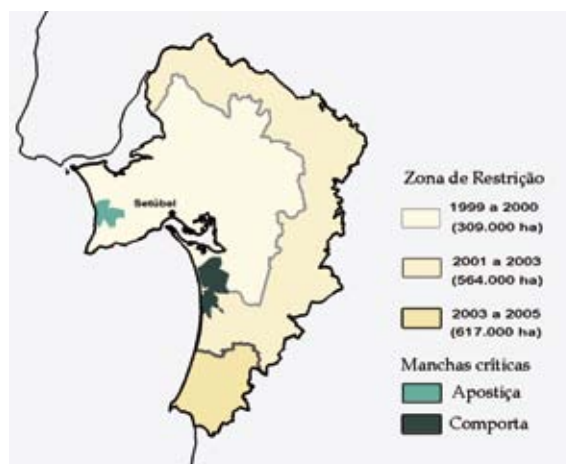 Setúbal
Zona de Restrição
1999 a 2000
(309.000 ha)
2001 a 2003
(564.000 ha)
2003 a 2005
(617.000 ha)
Manchas críticas
Apostiça
Comporta